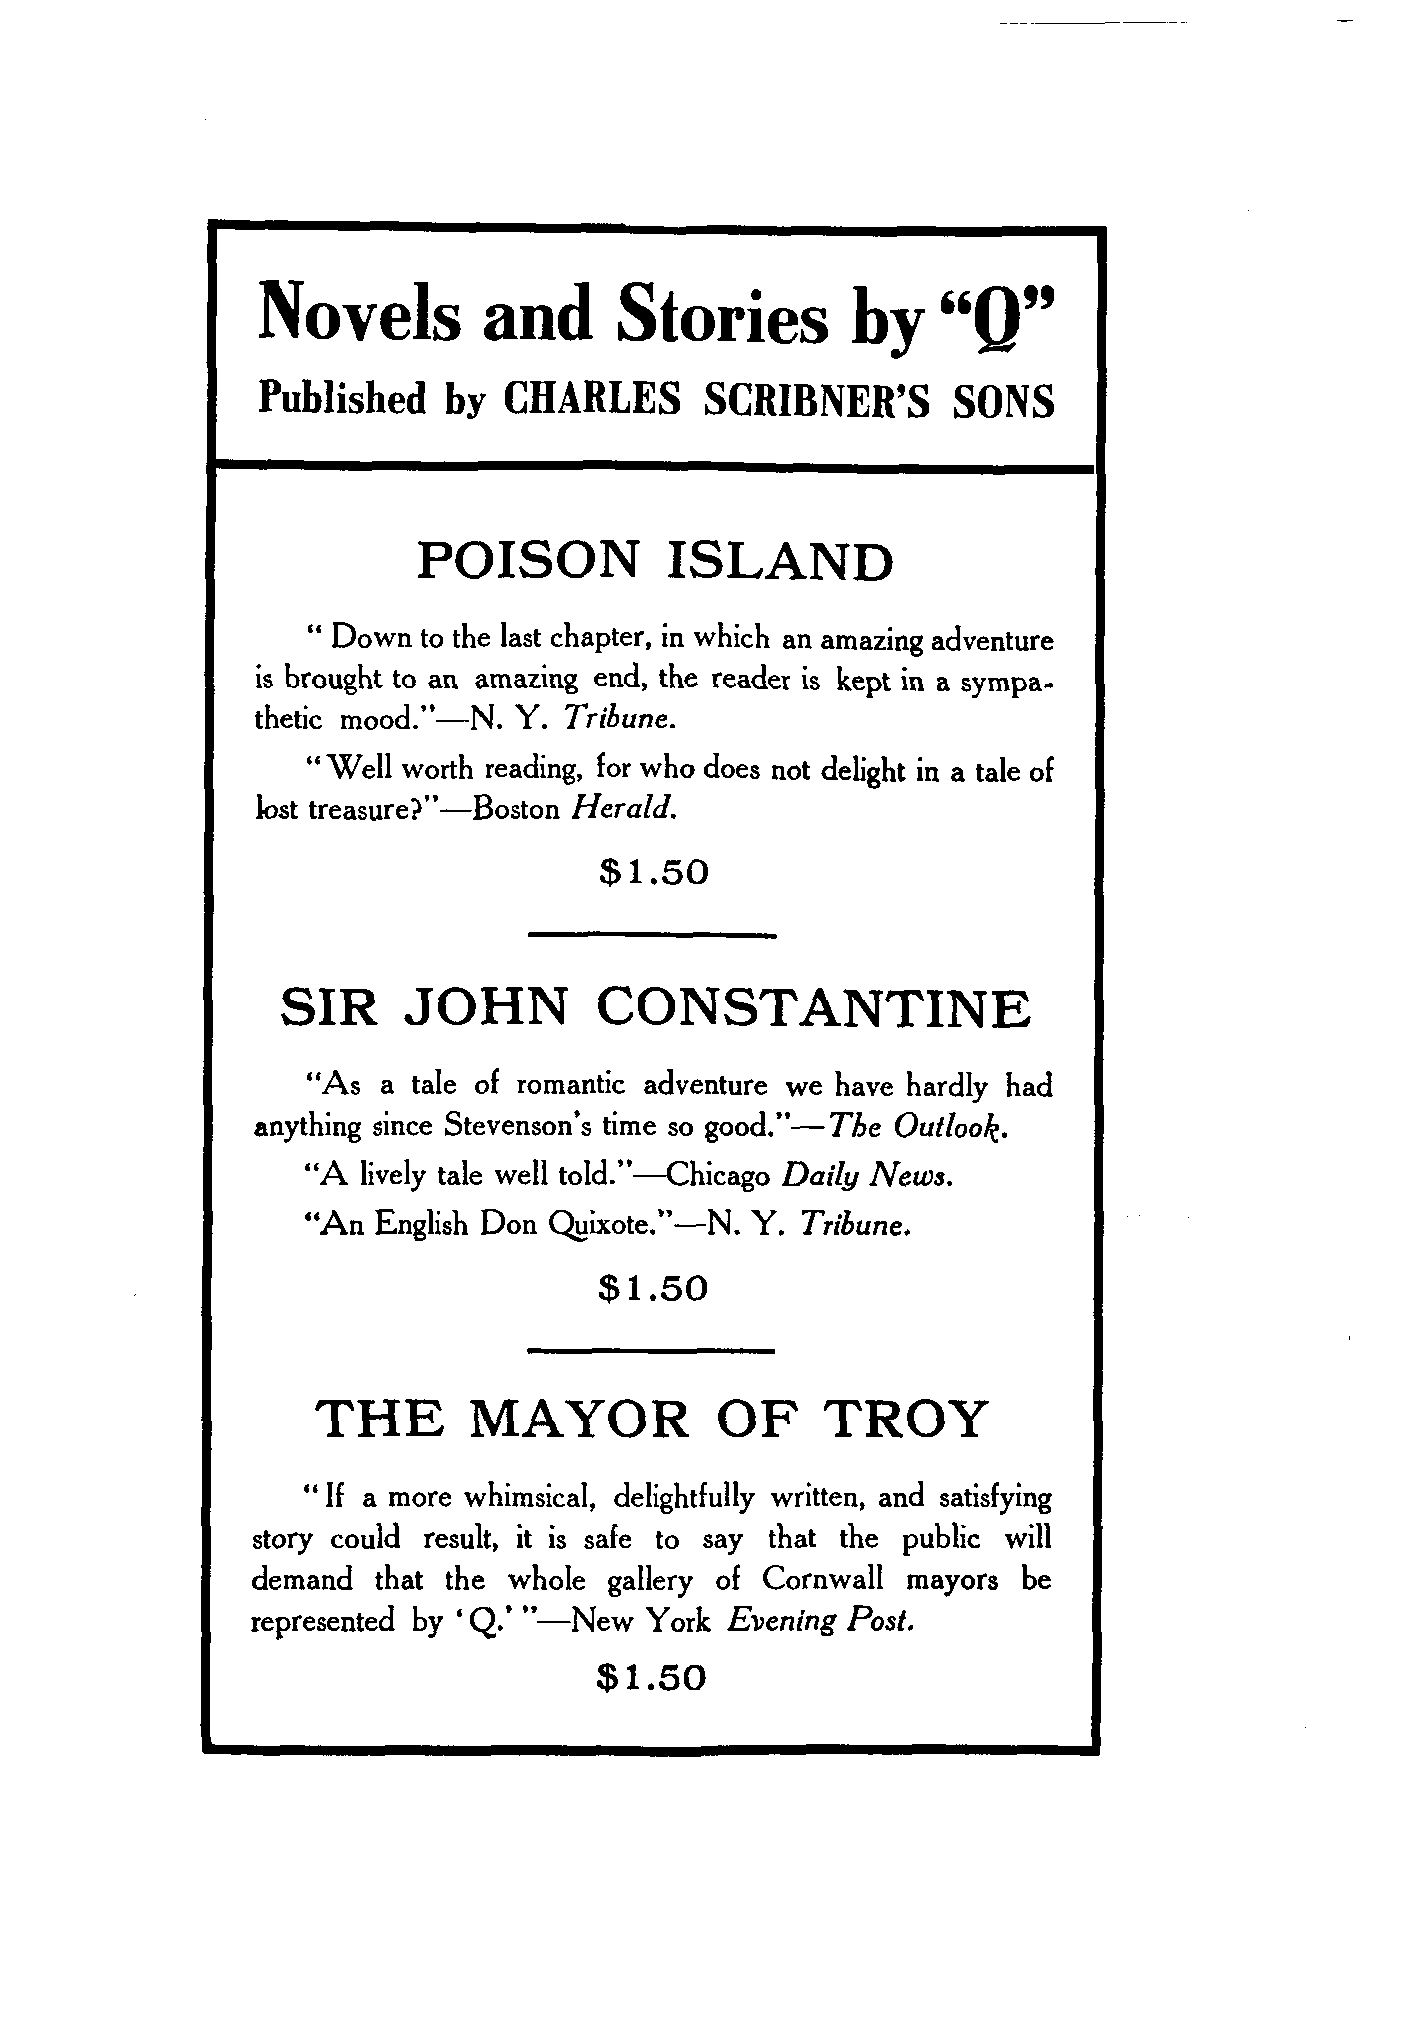 Novels and Stories by “Q”
Published by CHARLES SCRIBNER’S SONS
POISON ISLAND
“Down to the last chapter, in which an amazing adventure
is brought to an amazing end, the reader is kept in a sympa-
thetic mood.”—N. Y. Tribune.
“Well worth reading, for who does not delight in a tale of
lost treasure?”—Boston Herald.
$1.50
SIR JOHN CONSTANTINE
“As a tale of romantic adventure we have hardly had
anything since Stevenson’s time so good.”—The Outlook.
“A lively tale well told.”—Chicago Daily News.
“An English Don Quixote.”—N. Y. Tribune.
$1.50
THE MAYOR OF TROY
“If a more whimsical, delightfully written, and satisfying
story could result, it is safe to say that the public will
demand that the whole gallery of Cornwall mayors be
represented by ‘Q.’”—New York Evening Post.
$1.50